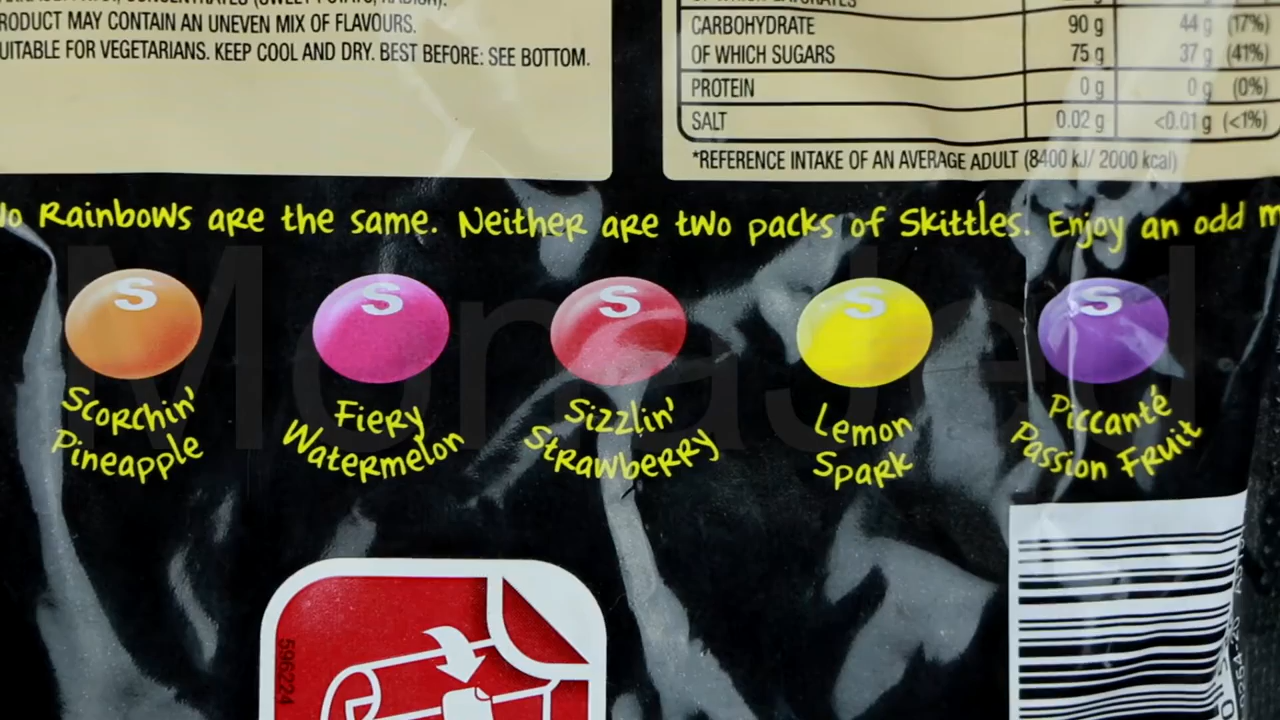 RODUCT MAY CONTAIN AN UNEVEN MIX OF FLAVOURS.
UITABLE FOR VEGETARIANS. KEEP COOL AND DRY. BEST BEFORE: SEE BOTTOM.
CARBOHYDRATE 90 g 44 g (17%)
OF WHICH SUGARS 75 g 37 g (41%)
PROTEIN 0 g 0 g (0%)
SALT 0.02 g <0.01 g (<1%)
*REFERENCE INTAKE OF AN AVERAGE ADULT (8400 kJ/ 2000 kcal)
No Rainbows are the same. Neither are two packs of Skittles. Enjoy an odd m
S S S S S
Scorchin'
Pineapple
Fiery
Watermelon
Sizzlin'
Strawberry
Lemon
Spark
Piccanté
Passion Fruit
596224